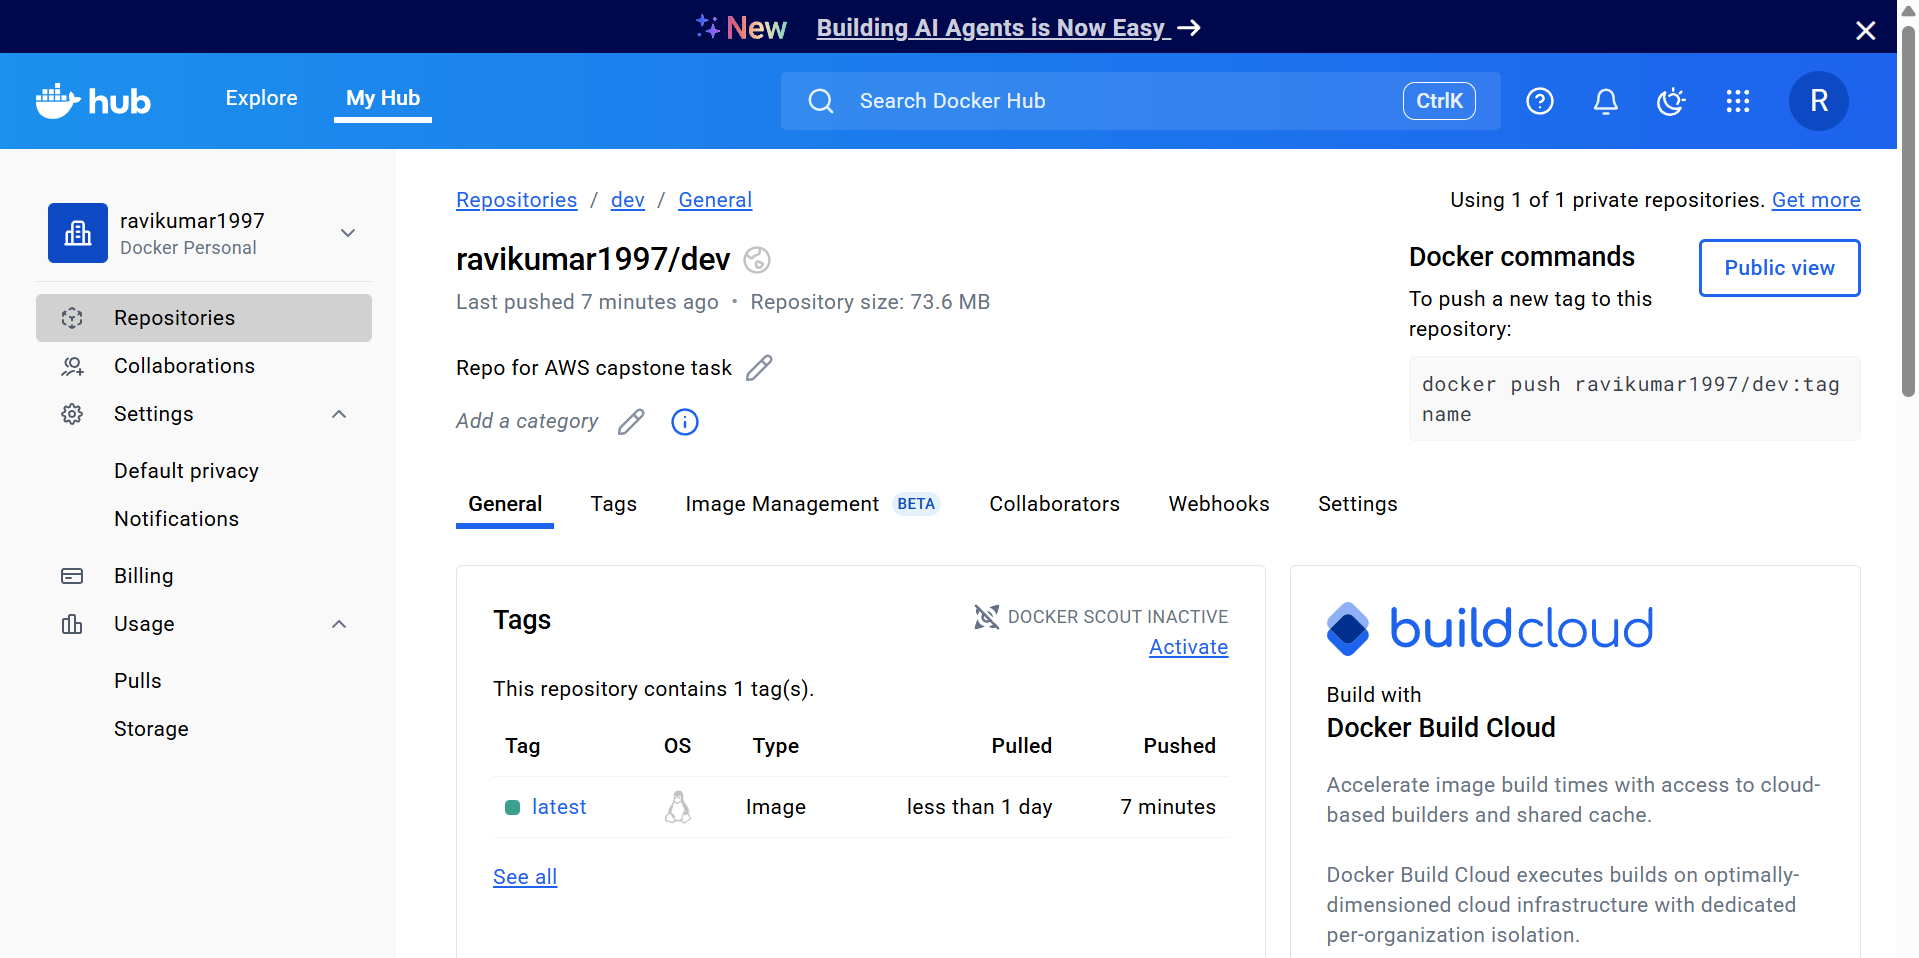 New Building AI Agents is Now Easy →
hub
Explore
My Hub
Search Docker Hub
CtrlK
R
ravikumar1997
Docker Personal
Repositories
Collaborations
Settings
Default privacy
Notifications
Billing
Usage
Pulls
Storage
Repositories / dev / General
Using 1 of 1 private repositories. Get more
ravikumar1997/dev
Last pushed 7 minutes ago • Repository size: 73.6 MB
Repo for AWS capstone task
Add a category
Docker commands
Public view
To push a new tag to this
repository:
docker push ravikumar1997/dev:tag
name
General
Tags
Image Management BETA
Collaborators
Webhooks
Settings
Tags
DOCKER SCOUT INACTIVE
Activate
This repository contains 1 tag(s).
Tag OS Type Pulled Pushed
latest Image less than 1 day 7 minutes
See all
buildcloud
Build with
Docker Build Cloud
Accelerate image build times with access to cloud-
based builders and shared cache.
Docker Build Cloud executes builds on optimally-
dimensioned cloud infrastructure with dedicated
per-organization isolation.